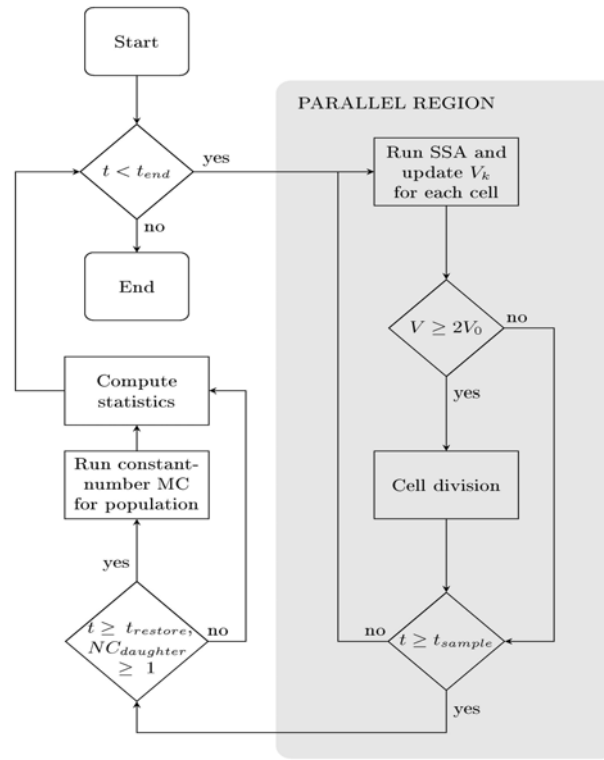 Start
PARALLEL REGION
t < t_end
yes
no
End
Run SSA and
update V_k
for each cell
V ≥ 2V_0
no
yes
Cell division
t ≥ t_sample
no
yes
t ≥ t_restore,
NC_daughter
≥ 1
no
yes
Run constant-
number MC
for population
Compute
statistics